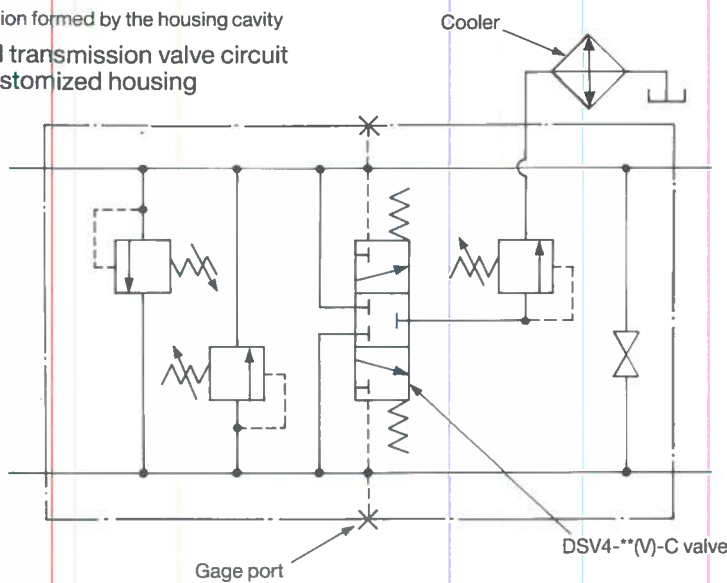 ion formed by the housing cavity
transmission valve circuit
stomized housing
Cooler
DSV4-**(V)-C valve
Gage port